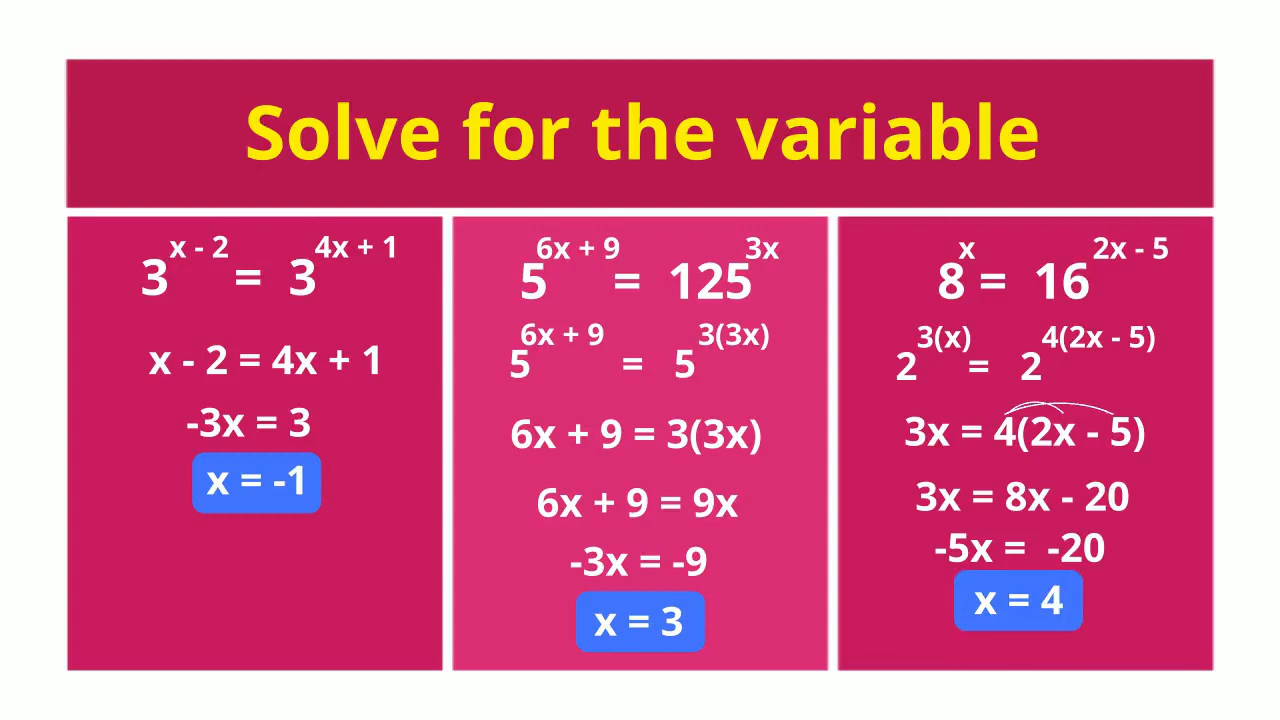 Solve for the variable
3^(x - 2) = 3^(4x + 1)
x - 2 = 4x + 1
-3x = 3
x = -1
5^(6x + 9) = 125^(3x)
5^(6x + 9) = 5^(3(3x))
6x + 9 = 3(3x)
6x + 9 = 9x
-3x = -9
x = 3
8^x = 16^(2x - 5)
2^(3(x)) = 2^(4(2x - 5))
3x = 4(2x - 5)
3x = 8x - 20
-5x = -20
x = 4